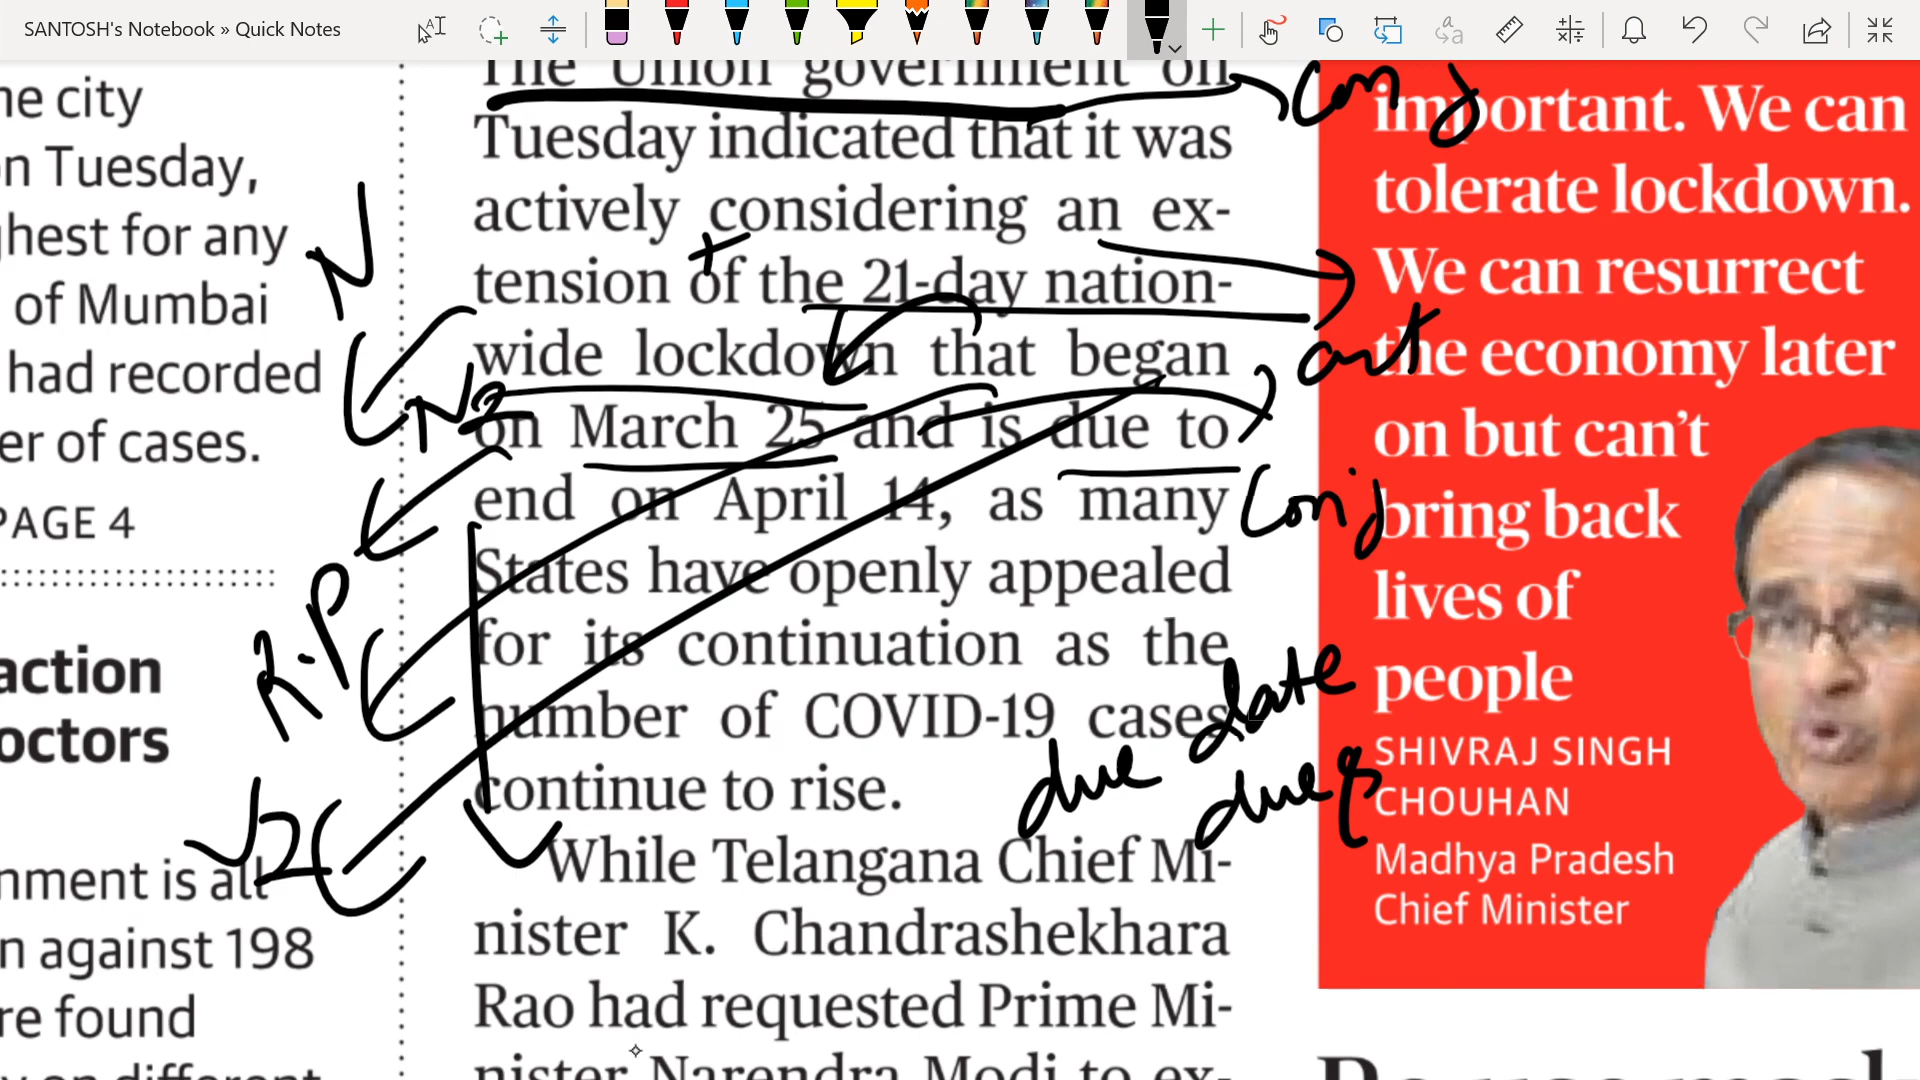 SANTOSH's Notebook » Quick Notes
he city
n Tuesday,
ghest for any
of Mumbai
had recorded
er of cases.
PAGE 4
action
octors
nment is all
n against 198
re found
The Union government on
Tuesday indicated that it was
actively considering an ex-
tension of the 21-day nation-
wide lockdown that began
on March 25 and is due to
end on April 14, as many
States have openly appealed
for its continuation as the
number of COVID-19 cases
continue to rise.
While Telangana Chief Mi-
nister K. Chandrashekhara
Rao had requested Prime Mi-
nister Narendra Modi to ex-
important. We can
tolerate lockdown.
We can resurrect
the economy later
on but can't
bring back
lives of
people
SHIVRAJ SINGH
CHOUHAN
Madhya Pradesh
Chief Minister
Conj
N
art
N2
Conj
R.P
V2
due date
dues